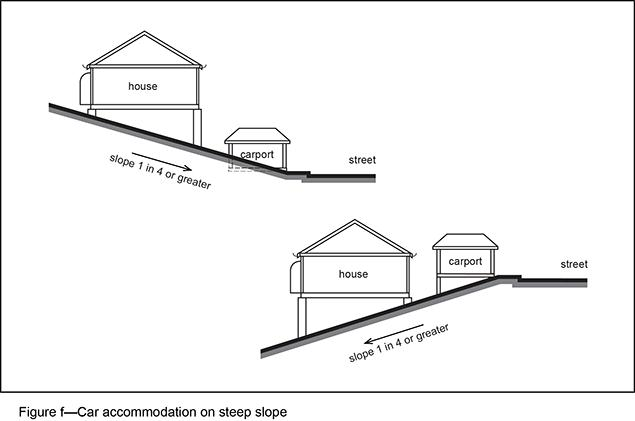 house
carport
street
slope 1 in 4 or greater
carport
street
house
slope 1 in 4 or greater
Figure f—Car accommodation on steep slope